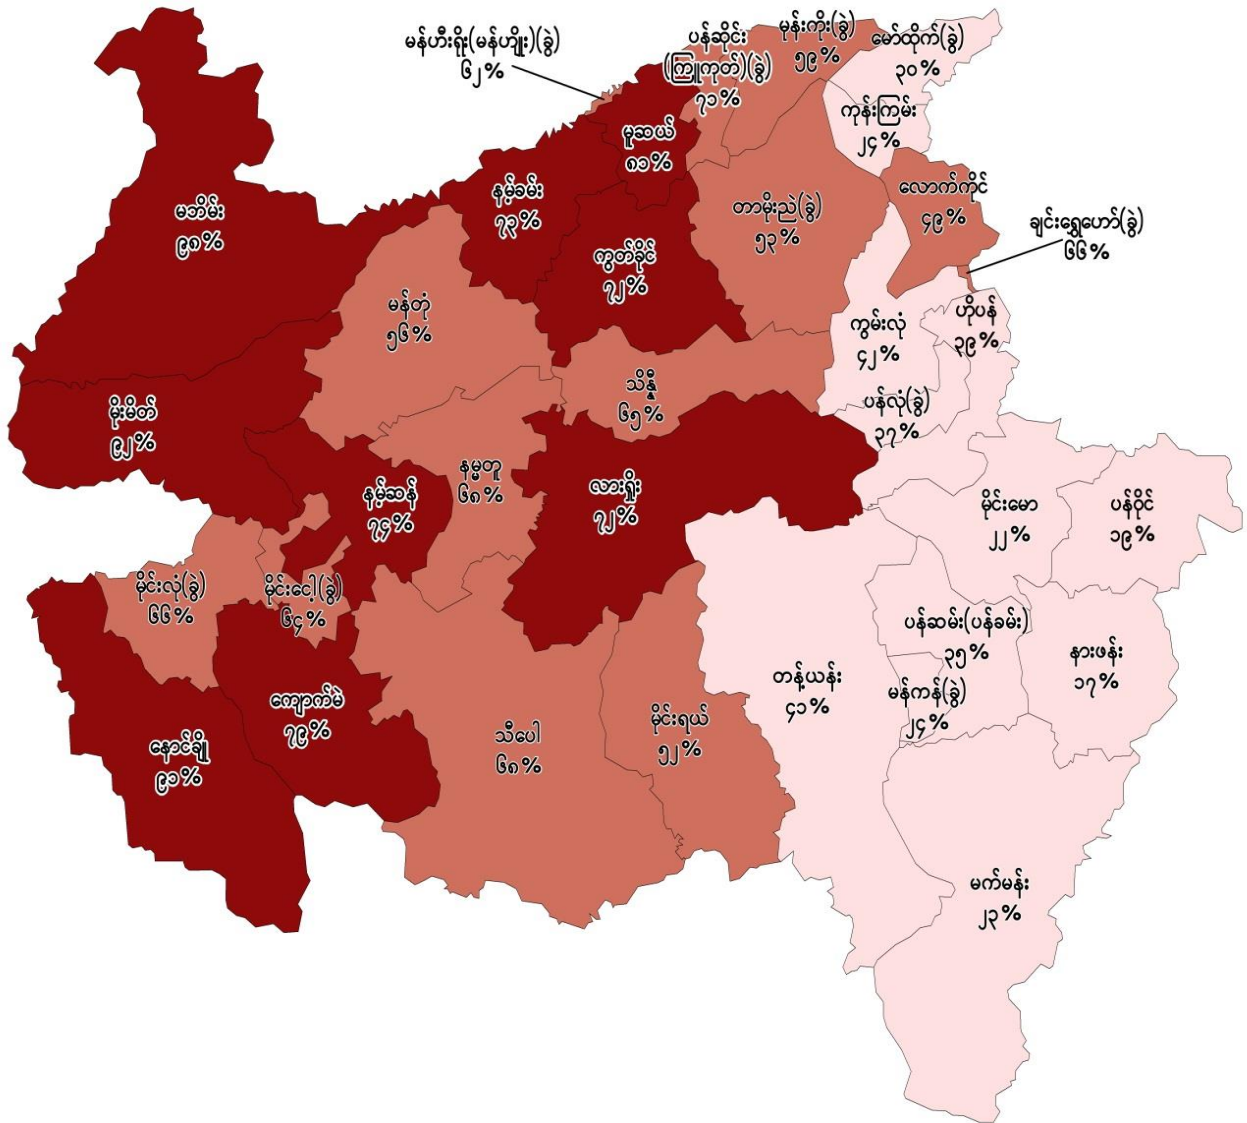 မန်ဟီးရိုး(မန်ဟျိုး)(ခွဲ)
၆၂%
ပန်ဆိုင်း
(ကြူကုတ်)(ခွဲ)
၇၁%
မုန်းကိုး(ခွဲ)
၅၉%
မော်ထိုက်(ခွဲ)
၃၀%
ကုန်းကြမ်း
၂၄%
မူဆယ်
၈၁%
နမ့်ခမ်း
၇၃%
မဘိမ်း
၉၈%
တာမိုးညဲ(ခွဲ)
၅၃%
လောက်ကိုင်
၄၉%
ချင်းရွှေဟော်(ခွဲ)
၆၆%
ကွတ်ခိုင်
၇၂%
မန်တုံ
၅၆%
ကွမ်းလုံ
၄၂%
ဟိုပန်
၃၉%
သိန္နီ
၆၅%
ပန်လုံ(ခွဲ)
၃၇%
မိုးမိတ်
၉၂%
နမ္မတူ
၆၈%
နမ့်ဆန်
၇၄%
လားရှိုး
၇၂%
မိုင်းမော
၂၂%
ပန်ဝိုင်
၁၉%
မိုင်းလုံ(ခွဲ)
၆၆%
မိုင်းငေါ့(ခွဲ)
၆၄%
ပန်ဆမ်း(ပန်ခမ်း)
၃၅%
နားဖန်း
၁၇%
တန့်ယန်း
၄၁%
မန်ကန်(ခွဲ)
၂၄%
ကျောက်မဲ
၇၉%
မိုင်းရယ်
၅၂%
သီပေါ
၆၈%
နောင်ချို
၉၁%
မက်မန်း
၂၃%